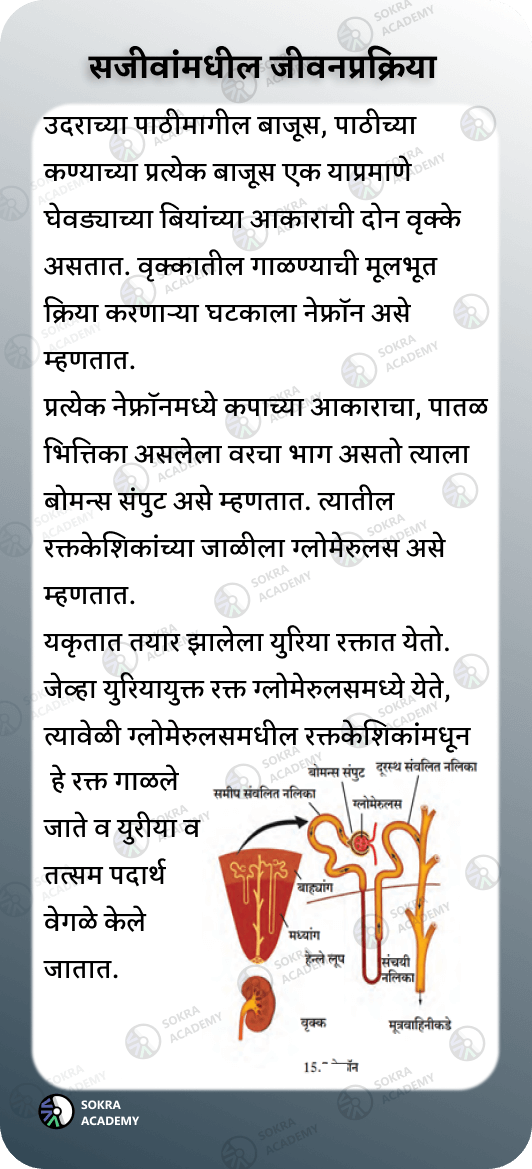 सजीवांमधील जीवनप्रक्रिया
उदराच्या पाठीमागील बाजूस, पाठीच्या
कण्याच्या प्रत्येक बाजूस एक याप्रमाणे
घेवड्याच्या बियांच्या आकाराची दोन वृक्के
असतात. वृक्कातील गाळण्याची मूलभूत
क्रिया करणाऱ्या घटकाला नेफ्रॉन असे
म्हणतात.
प्रत्येक नेफ्रॉनमध्ये कपाच्या आकाराचा, पातळ
भित्तिका असलेला वरचा भाग असतो त्याला
बोमन्स संपुट असे म्हणतात. त्यातील
रक्तकेशिकांच्या जाळीला ग्लोमेरुलस असे
म्हणतात.
यकृतात तयार झालेला युरिया रक्तात येतो.
जेव्हा युरियायुक्त रक्त ग्लोमेरुलसमध्ये येते,
त्यावेळी ग्लोमेरुलसमधील रक्तकेशिकांमधून
हे रक्त गाळले
जाते व युरीया व
तत्सम पदार्थ
वेगळे केले
जातात.
बोमन्स संपुट
दूरस्थ संवलित नलिका
समीप संवलित नलिका
ग्लोमेरुलस
बाह्यांग
मध्यांग
हेन्ले लूप
संचयी
नलिका
वृक्क
मूत्रवाहिनीकडे
15.
SOKRA
ACADEMY